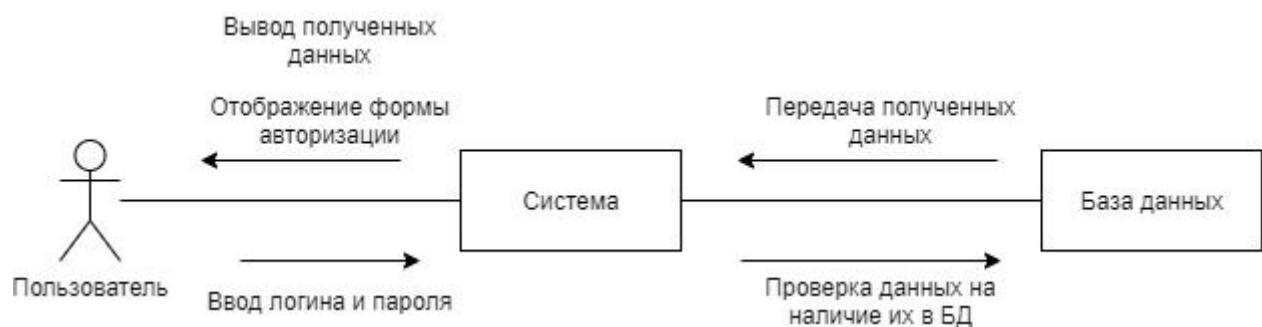 Вывод полученных
данных
Отображение формы
авторизации
Передача полученных
данных
Система
База данных
Пользователь
Ввод логина и пароля
Проверка данных на
наличие их в БД